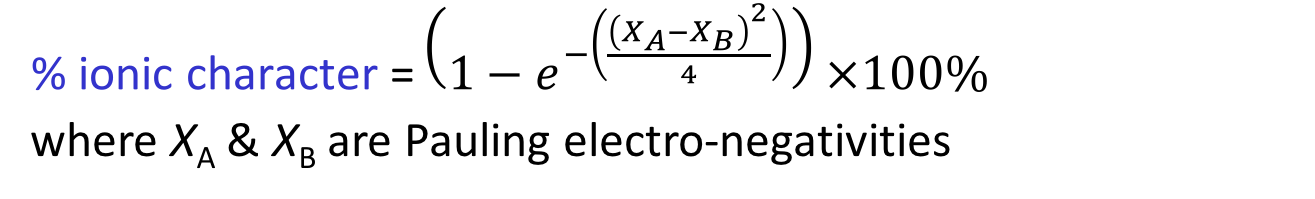 % ionic character = (1 − e^−(((X_A−X_B)^2)/4)) ×100%
where X_A & X_B are Pauling electro-negativities